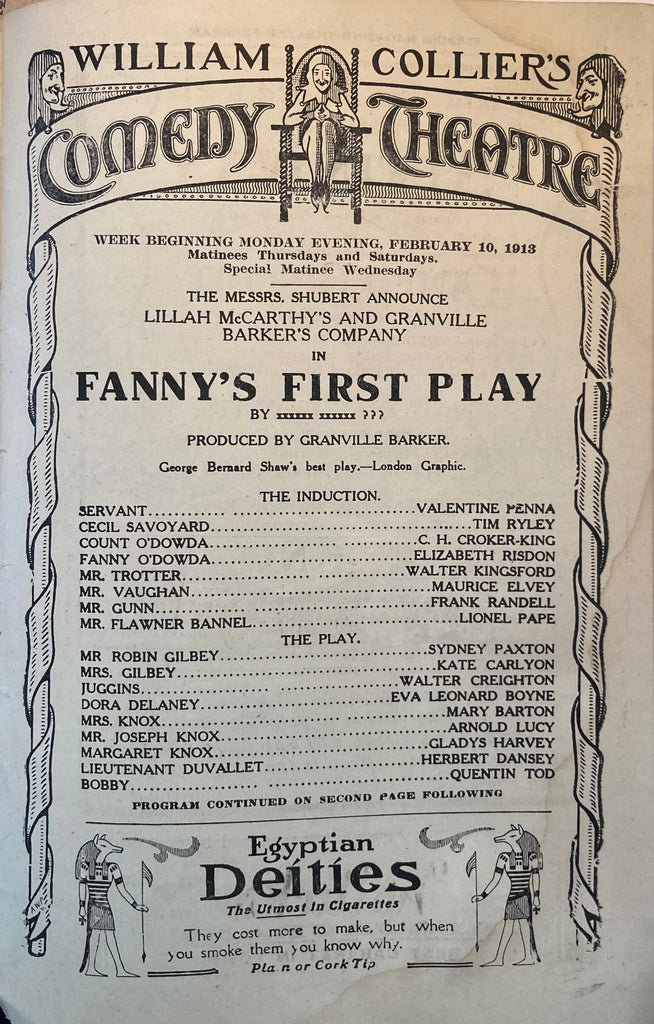 WILLIAM COLLIER'S
COMEDY THEATRE
WEEK BEGINNING MONDAY EVENING, FEBRUARY 10, 1913
Matinees Thursdays and Saturdays.
Special Matinee Wednesday
THE MESSRS. SHUBERT ANNOUNCE
LILLAH McCARTHY'S AND GRANVILLE
BARKER'S COMPANY
IN
FANNY'S FIRST PLAY
BY xxxxxx xxxxxx ???
PRODUCED BY GRANVILLE BARKER.
George Bernard Shaw's best play.—London Graphic.
THE INDUCTION.
SERVANT..............................VALENTINE PENNA
CECIL SAVOYARD..............................TIM RYLEY
COUNT O'DOWDA..............................C. H. CROKER-KING
FANNY O'DOWDA..............................ELIZABETH RISDON
MR. TROTTER..............................WALTER KINGSFORD
MR. VAUGHAN..............................MAURICE ELVEY
MR. GUNN..............................FRANK RANDELL
MR. FLAWNER BANNEL..............................LIONEL PAPE
THE PLAY.
MR ROBIN GILBEY..............................SYDNEY PAXTON
MRS. GILBEY..............................KATE CARLYON
JUGGINS..............................WALTER CREIGHTON
DORA DELANEY..............................EVA LEONARD BOYNE
MRS. KNOX..............................MARY BARTON
MR. JOSEPH KNOX..............................ARNOLD LUCY
MARGARET KNOX..............................GLADYS HARVEY
LIEUTENANT DUVALLET..............................HERBERT DANSEY
BOBBY..............................QUENTIN TOD
PROGRAM CONTINUED ON SECOND PAGE FOLLOWING
Egyptian
Deities
The Utmost in Cigarettes
They cost more to make, but when
you smoke them you know why.
Plain or Cork Tip